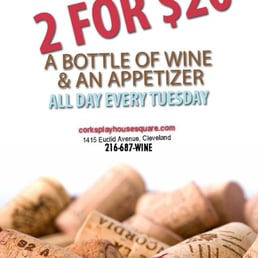 2 FOR $20
A BOTTLE OF WINE
& AN APPETIZER
ALL DAY EVERY TUESDAY
corksplayhousesquare.com
1415 Euclid Avenue, Cleveland
216-687-WINE